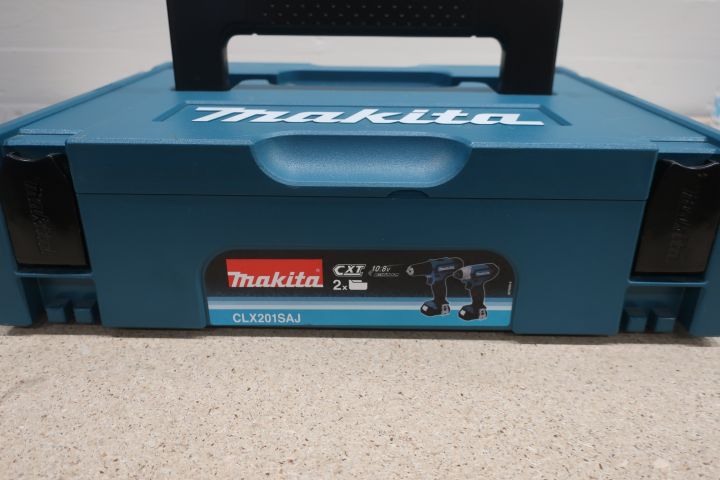 Makita
Makita
CXT 10.8V
2x
CLX201SAJ